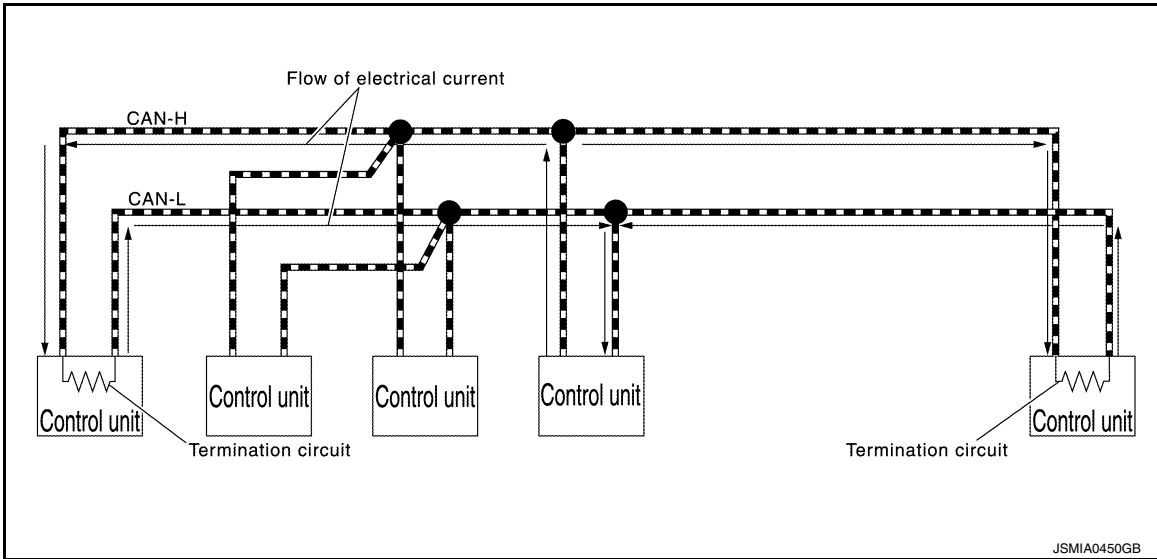 Flow of electrical current
CAN-H
CAN-L
Control unit
Control unit
Control unit
Control unit
Control unit
Termination circuit
Termination circuit
JSMIA0450GB